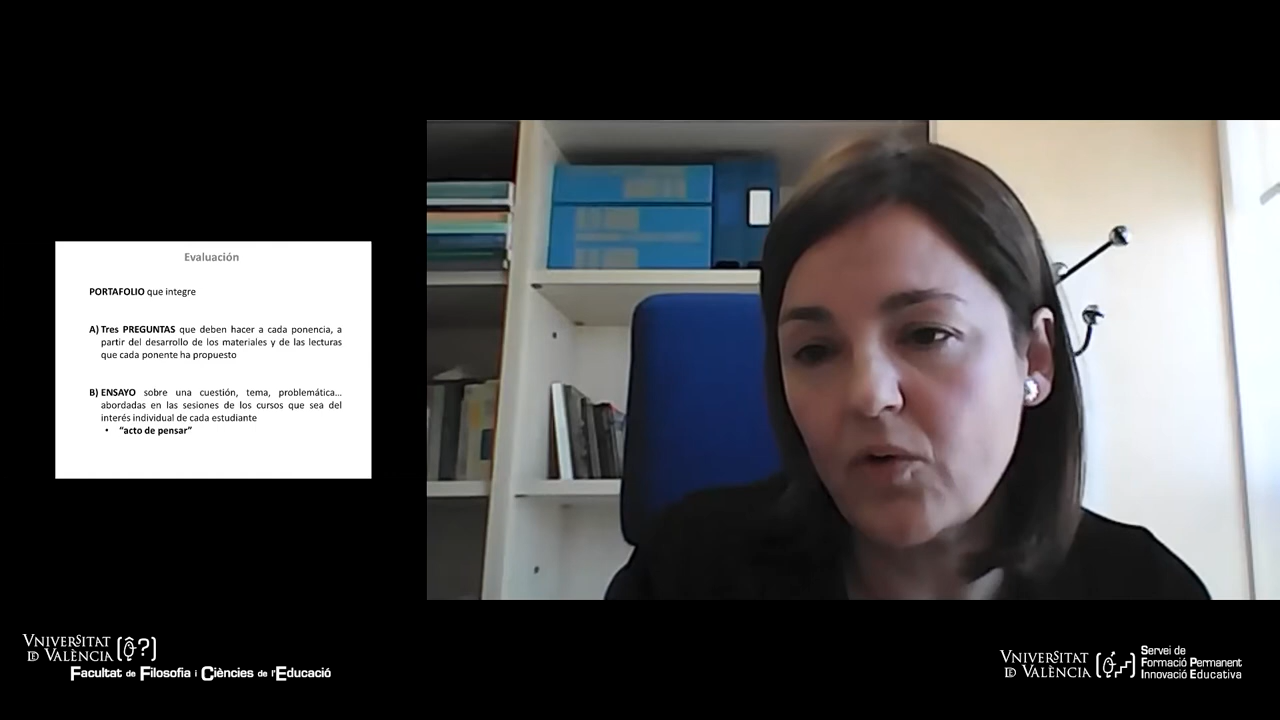 Evaluación
PORTAFOLIO que integre
A) Tres PREGUNTAS que deben hacer a cada ponencia, a
partir del desarrollo de los materiales y de las lecturas
que cada ponente ha propuesto
B) ENSAYO sobre una cuestión, tema, problemática...
abordadas en las sesiones de los cursos que sea del
interés individual de cada estudiante
• “acto de pensar”
VNIVERSITAT
ID VALÈNCIA
Facultat de Filosofia i Ciències de l'Educació
VNIVERSITAT
ID VALÈNCIA
Servei de
Formació Permanent
Innovació Educativa